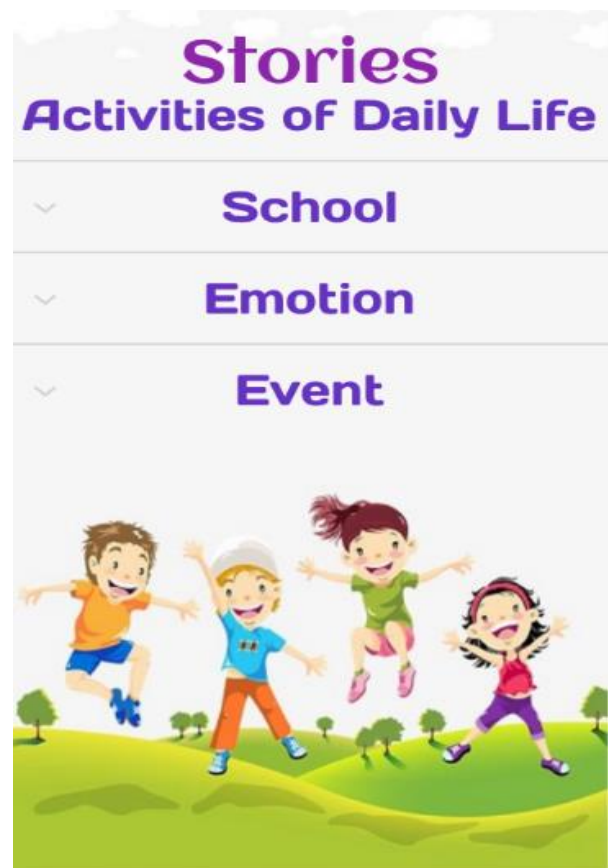 Stories
Activities of Daily Life
School
Emotion
Event